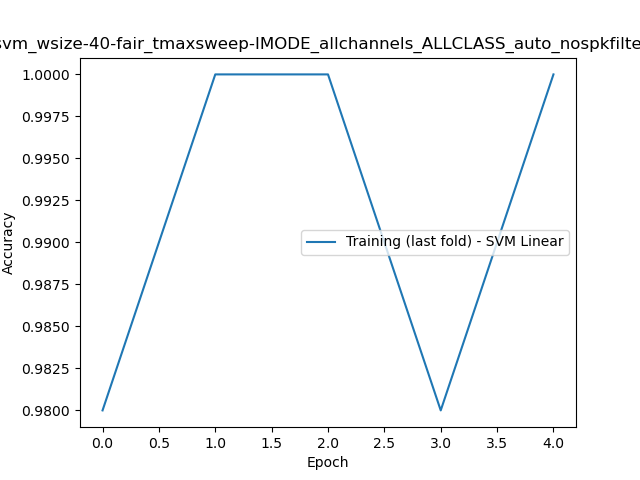 svm_wsize-40-fair_tmaxsweep-IMODE_allchannels_ALLCLASS_auto_nospkfilte
1.0000
0.9975
0.9950
0.9925
0.9900
0.9875
0.9850
0.9825
0.9800
Accuracy
Training (last fold) - SVM Linear
0.0 0.5 1.0 1.5 2.0 2.5 3.0 3.5 4.0
Epoch